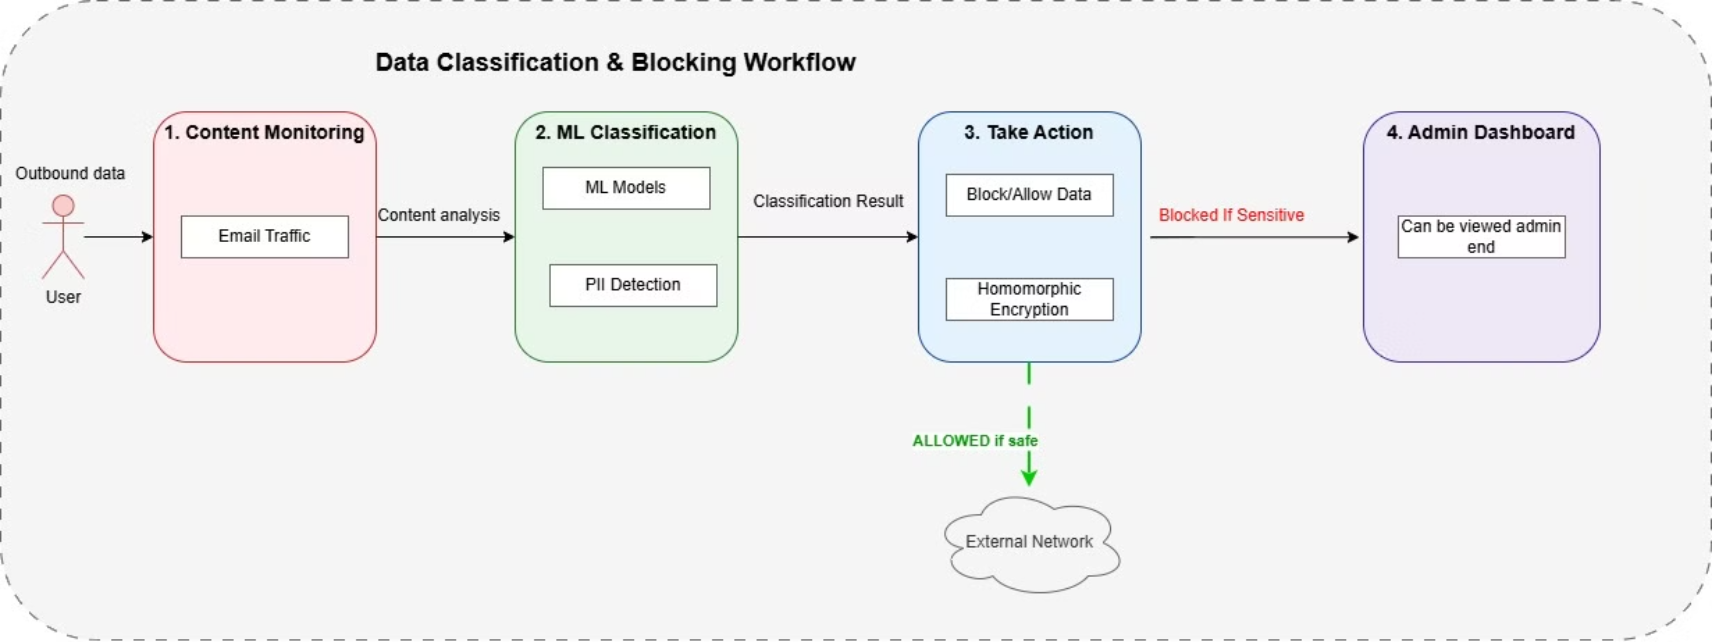 Data Classification & Blocking Workflow
Outbound data
User
1. Content Monitoring
Email Traffic
Content analysis
2. ML Classification
ML Models
PII Detection
Classification Result
3. Take Action
Block/Allow Data
Homomorphic
Encryption
Blocked If Sensitive
4. Admin Dashboard
Can be viewed admin
end
ALLOWED if safe
External Network